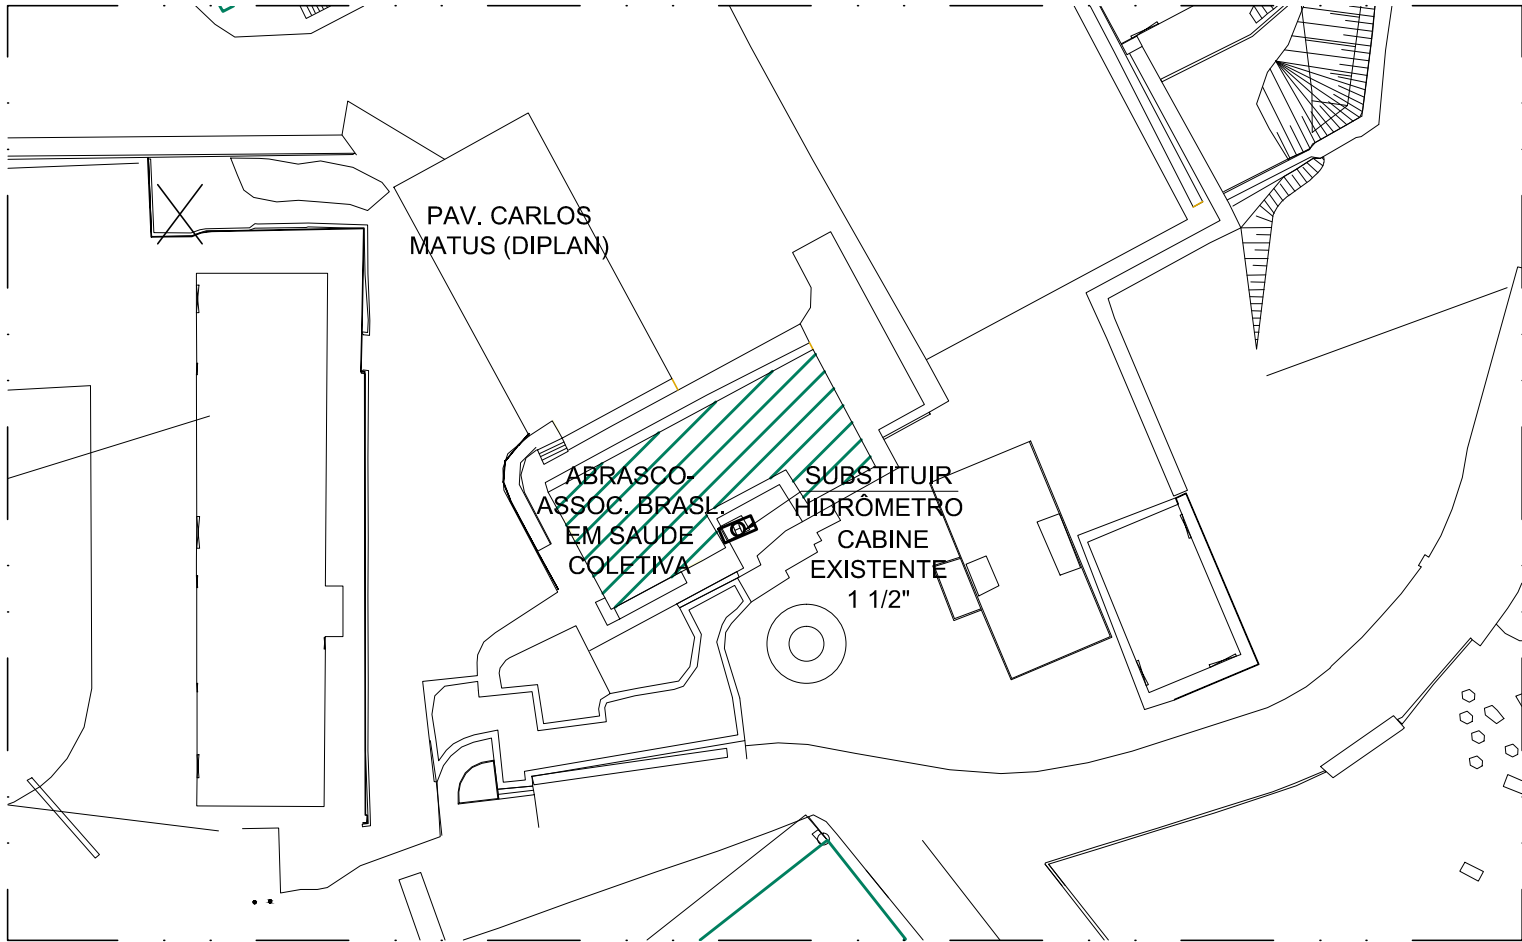 PAV. CARLOS
MATUS (DIPLAN)
ABRASCO-
ASSOC. BRASL.
EM SAUDE
COLETIVA
SUBSTITUIR
HIDRÔMETRO
CABINE
EXISTENTE
1 1/2"